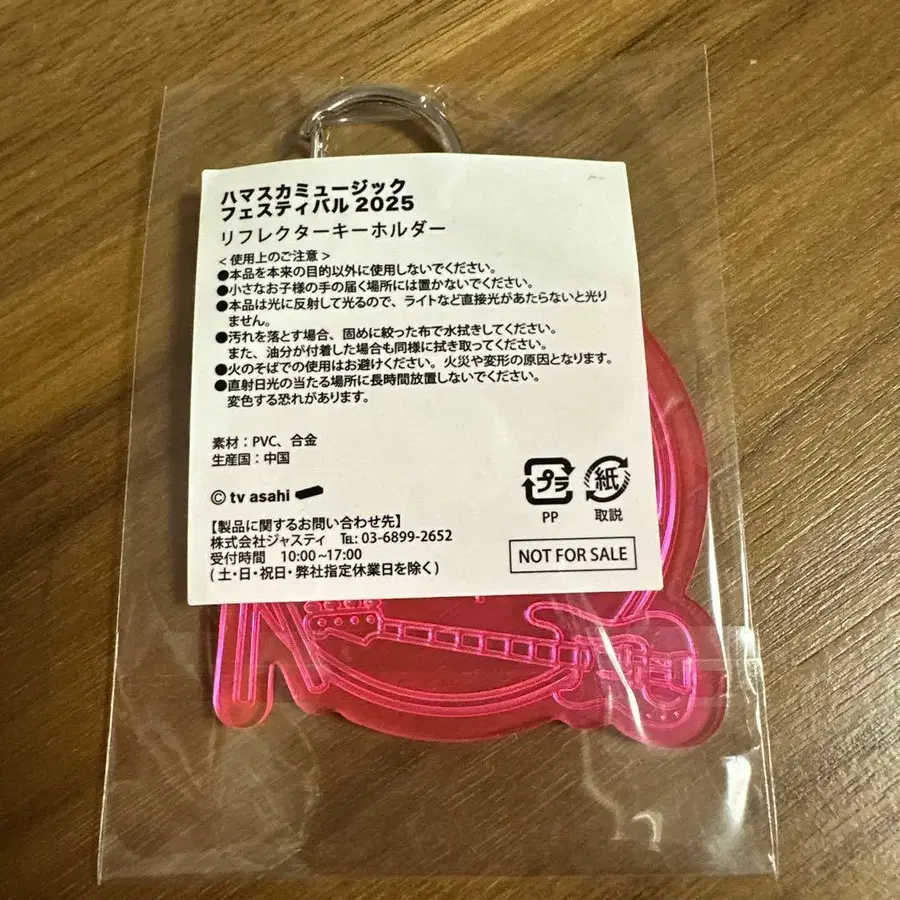 ハマスカミュージック
フェスティバル 2025
リフレクターキーホルダー
< 使用上のご注意 >
●本品を本来の目的以外に使用しないでください。
●小さなお子様の手の届く場所には置かないでください。
●本品は光に反射して光るので、ライトなど直接光があたらないと光り
ません。
●汚れを落とす場合、固めに絞った布で水拭きしてください。
また、油分が付着した場合も同様に拭き取ってください。
●火のそばでの使用はお避けください。火災や変形の原因となります。
●直射日光の当たる場所に長時間放置しないでください。
変色する恐れがあります。
素材：PVC、合金
生産国：中国
© tv asahi
プラ
PP
紙
取説
【製品に関するお問い合わせ先】
株式会社ジャスティ TEL: 03-6899-2652
受付時間 10:00~17:00
( 土・日・祝日・弊社指定休業日を除く )
NOT FOR SALE